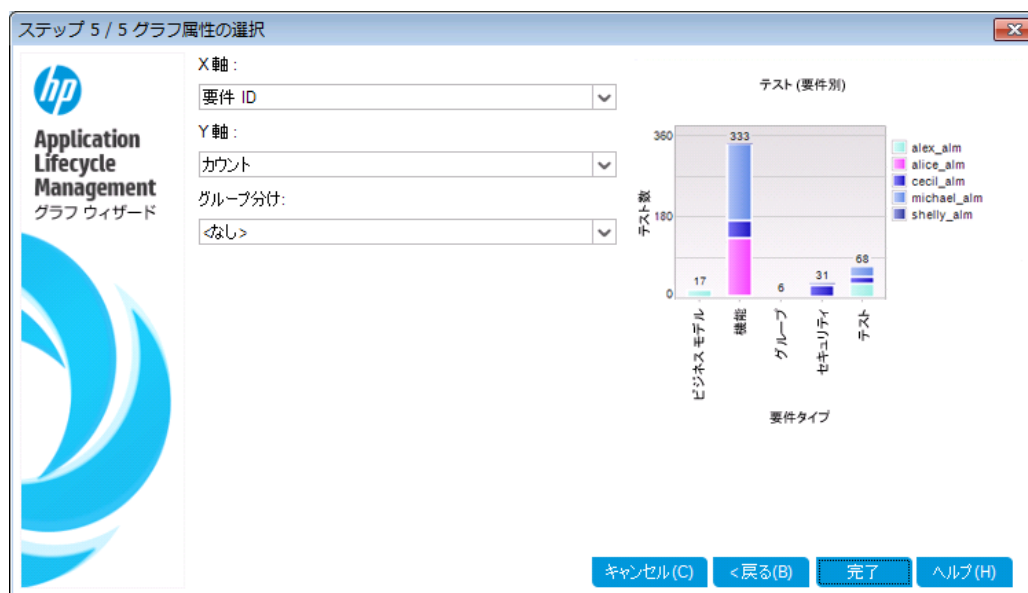 ステップ 5 / 5 グラフ属性の選択
hp
Application
Lifecycle
Management
グラフ ウィザード
X 軸 :
要件 ID
Y 軸 :
カウント
グループ分け:
<なし>
テスト (要件別)
テスト数
360
180
0
17
333
6
31
68
ビジネス モデル
機能
グループ
セキュリティ
テスト
要件タイプ
alex_alm
alice_alm
cecil_alm
michael_alm
shelly_alm
キャンセル(C)
<戻る(B)
完了
ヘルプ(H)